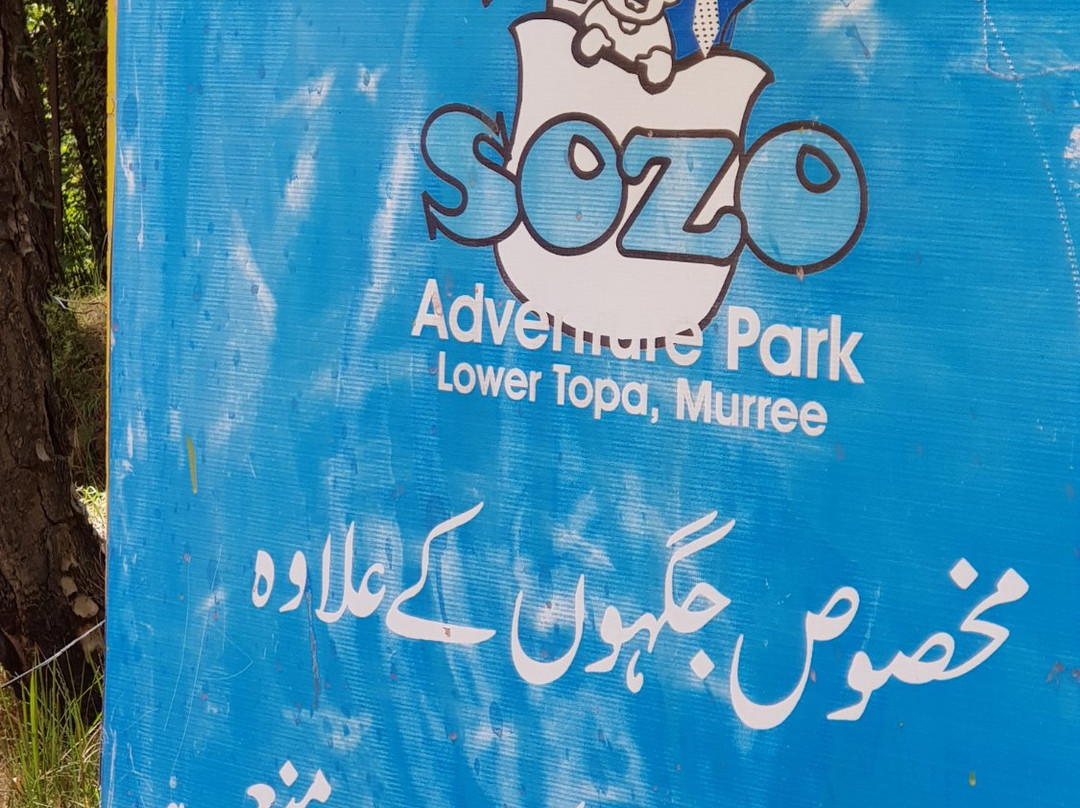 SOZO
Adventure Park
Lower Topa, Murree
مخصوص جگہوں کے علاوہ